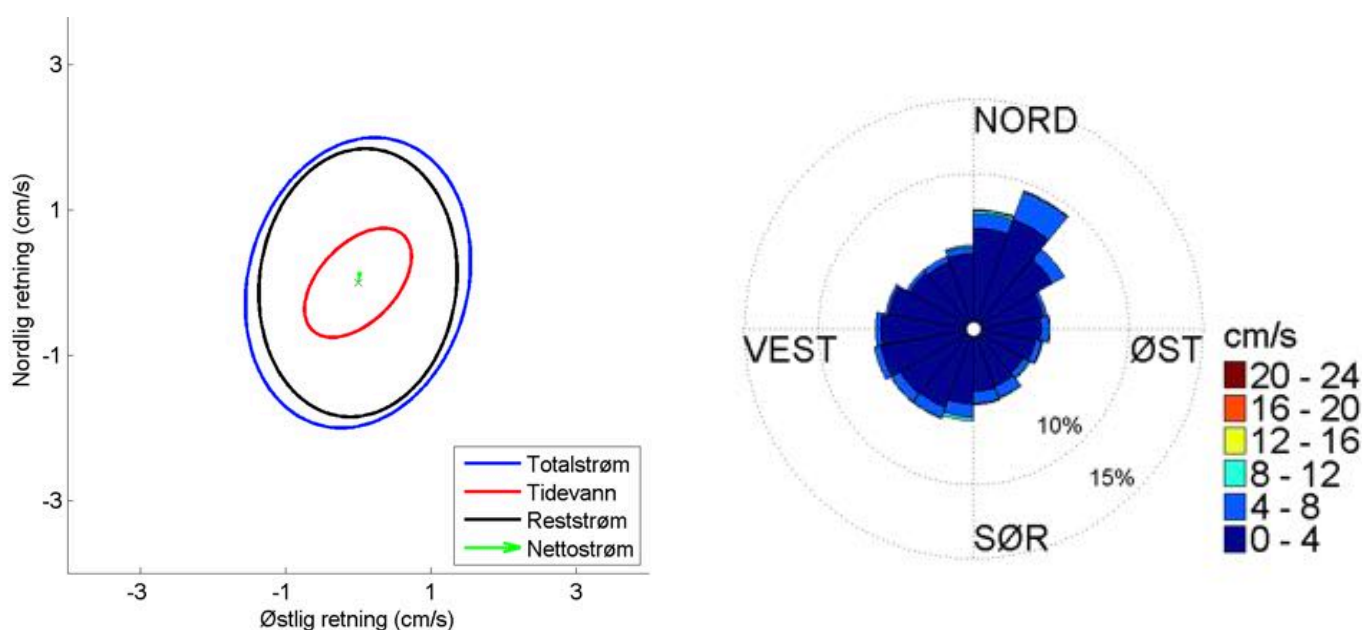 3
1
-1
-3
Nordlig retning (cm/s)
-3
-1
1
3
Østlig retning (cm/s)
Totalstrøm
Tidevann
Reststrøm
Nettostrøm
NORD
VEST
ØST
SØR
10%
15%
cm/s
20 - 24
16 - 20
12 - 16
8 - 12
4 - 8
0 - 4